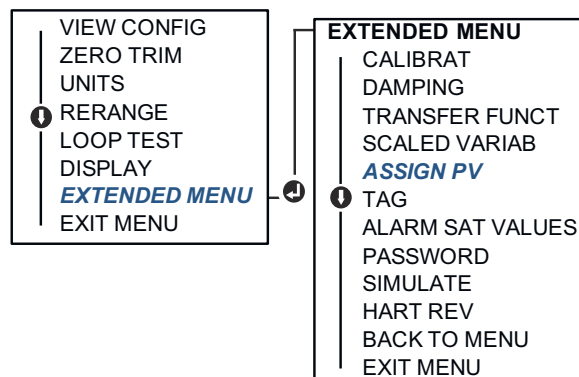 VIEW CONFIG
ZERO TRIM
UNITS
RERANGE
LOOP TEST
DISPLAY
EXTENDED MENU
EXIT MENU
EXTENDED MENU
CALIBRAT
DAMPING
TRANSFER FUNCT
SCALED VARIAB
ASSIGN PV
TAG
ALARM SAT VALUES
PASSWORD
SIMULATE
HART REV
BACK TO MENU
EXIT MENU